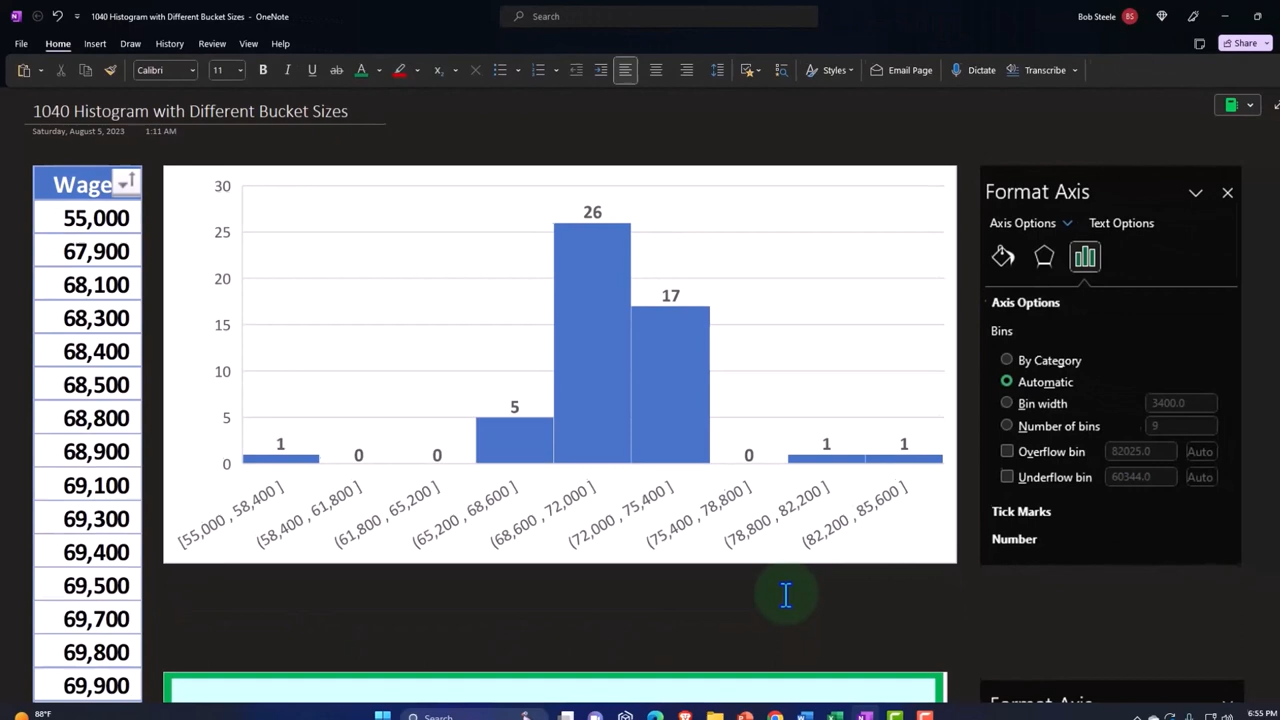 1040 Histogram with Different Bucket Sizes - OneNote
Search
Bob Steele
BS
File
Home
Insert
Draw
History
Review
View
Help
Share
Calibri
11
Styles
Email Page
Dictate
Transcribe
1040 Histogram with Different Bucket Sizes
Saturday, August 5, 2023
1:11 AM
Wage
55,000
67,900
68,100
68,300
68,400
68,500
68,800
68,900
69,100
69,300
69,400
69,500
69,700
69,800
69,900
30
25
20
15
10
5
0
1
0
0
5
26
17
0
1
1
[55,000 , 58,400 ]
(58,400 , 61,800 ]
(61,800 , 65,200 ]
(65,200 , 68,600 ]
(68,600 , 72,000 ]
(72,000 , 75,400 ]
(75,400 , 78,800 ]
(78,800 , 82,200 ]
(82,200 , 85,600 ]
Format Axis
Axis Options
Text Options
Axis Options
Bins
By Category
Automatic
Bin width
3400.0
Number of bins
9
Overflow bin
82025.0
Auto
Underflow bin
60344.0
Auto
Tick Marks
Number
Format Axis
88°F
Search
6:55 PM